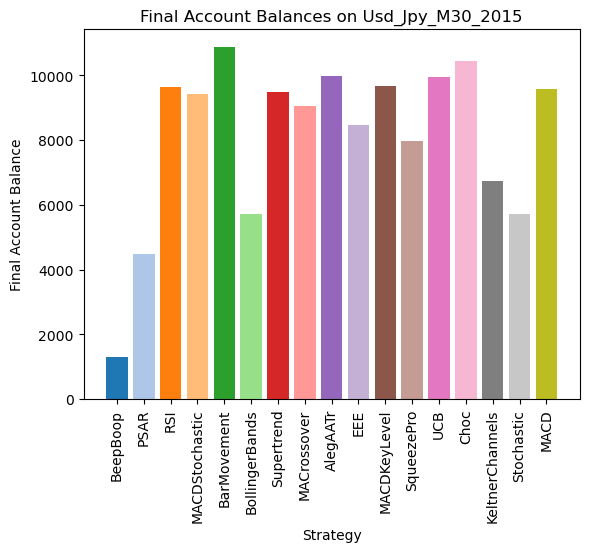 Final Account Balances on Usd_Jpy_M30_2015
Final Account Balance
10000
8000
6000
4000
2000
0
BeepBoop
PSAR
RSI
MACDStochastic
BarMovement
BollingerBands
Supertrend
MACrossover
AlegAATr
EEE
MACDKeyLevel
SqueezePro
UCB
Choc
KeltnerChannels
Stochastic
MACD
Strategy